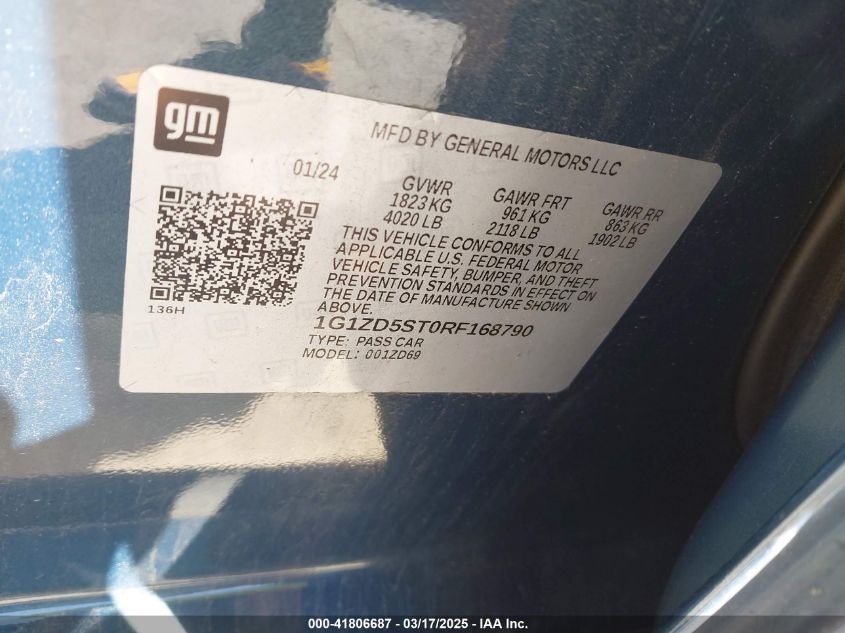 gm
MFD BY GENERAL MOTORS LLC
01/24
GVWR
1823 KG
4020 LB
GAWR FRT
961 KG
2118 LB
GAWR RR
863 KG
1902 LB
THIS VEHICLE CONFORMS TO ALL
APPLICABLE U.S. FEDERAL MOTOR
VEHICLE SAFETY, BUMPER, AND THEFT
PREVENTION STANDARDS IN EFFECT ON
THE DATE OF MANUFACTURE SHOWN
ABOVE.
136H
1G1ZD5ST0RF168790
TYPE: PASS CAR
MODEL: 001ZD69
000-41806687 - 03/17/2025 - IAA Inc.